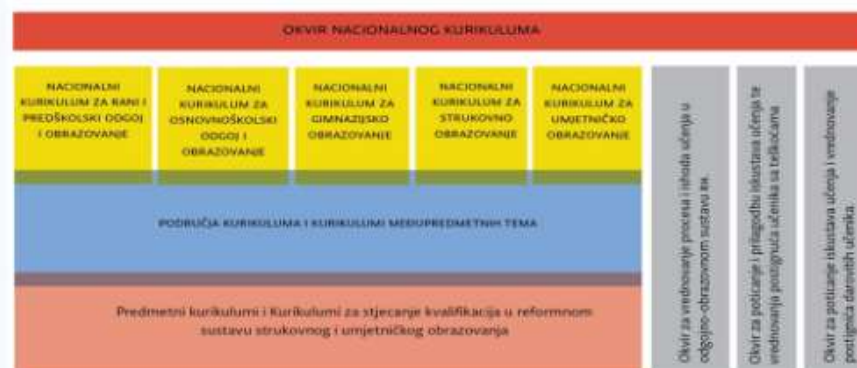 OKVIR NACIONALNOG KURIKULUMA
NACIONALNI
KURIKULUM ZA RANI I
PREDŠKOLSKI ODGOJ
I OBRAZOVANJE
NACIONALNI
KURIKULUM ZA
OSNOVNOŠKOLSKI
ODGOJ I
OBRAZOVANJE
NACIONALNI
KURIKULUM ZA
GIMNAZIJSKO
OBRAZOVANJE
NACIONALNI
KURIKULUM ZA
STRUKOVNO
OBRAZOVANJE
NACIONALNI
KURIKULUM ZA
UMJETNIČKO
OBRAZOVANJE
PODRUČJA KURIKULUMA I KURIKULUMI MEĐUPREDMETNIH TEMA
Predmetni kurikulumi i Kurikulumi za stjecanje kvalifikacija u reformnom
sustavu strukovnog i umjetničkog obrazovanja
Okvir za vrednovanje procesa i ishoda učenja u
odgojno-obrazovnom sustavu RH.
Okvir za poticanje i prilagodbu iskustava učenja te
vrednovanja postignuća učenika sa teškoćama
Okvir za poticanje iskustava učenja i vrednovanje
postignića darovitih učenika.